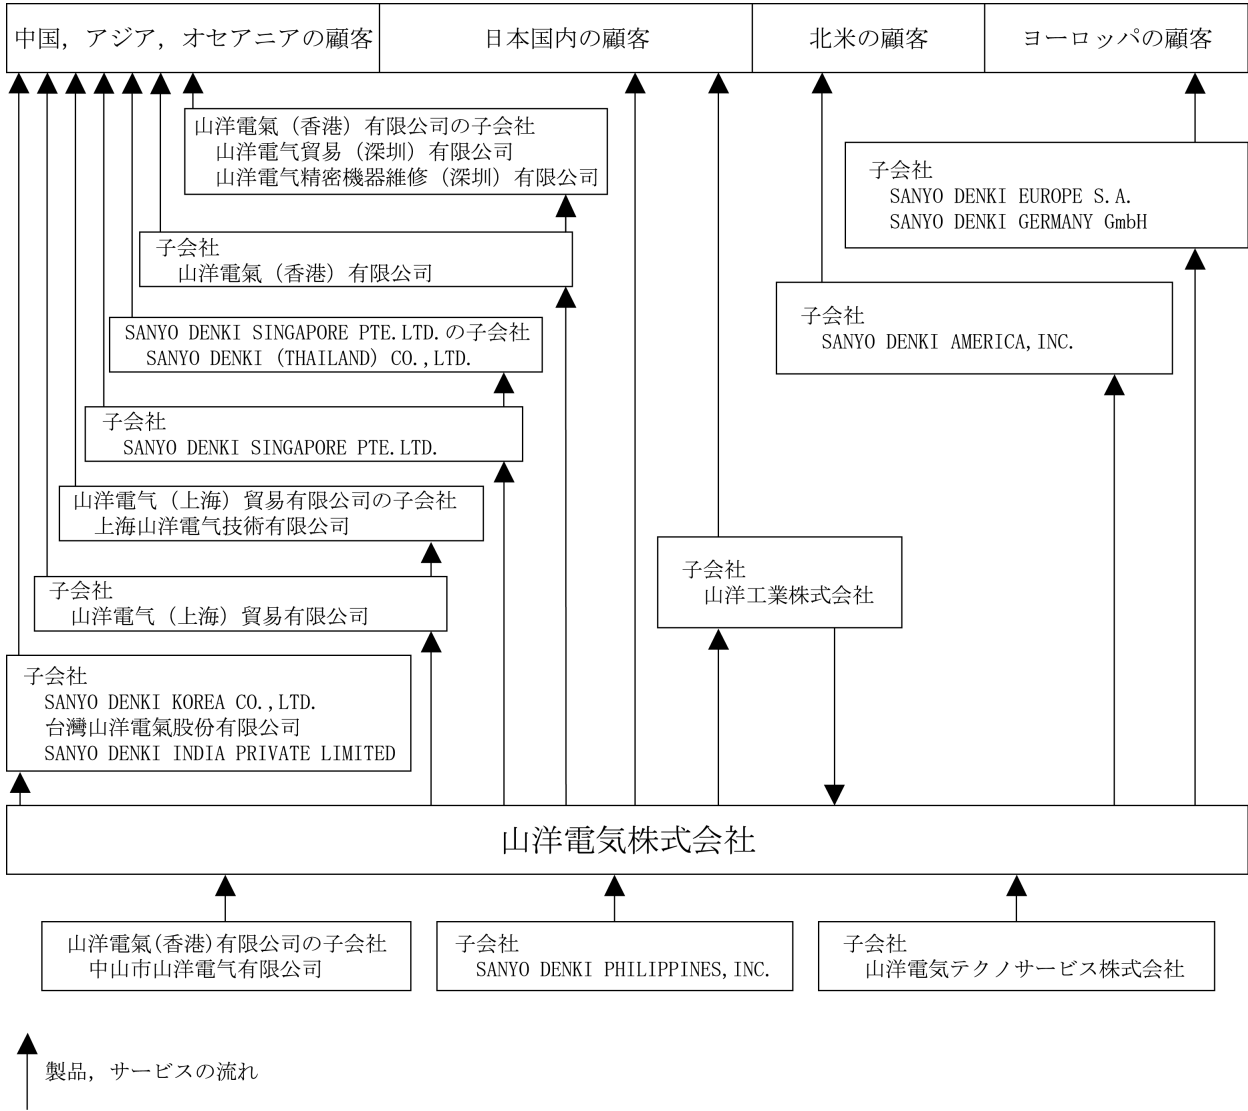 中国，アジア，オセアニアの顧客
日本国内の顧客
北米の顧客
ヨーロッパの顧客
山洋電氣（香港）有限公司の子会社
山洋電气貿易（深圳）有限公司
山洋電气精密機器維修（深圳）有限公司
子会社
SANYO DENKI EUROPE S.A.
SANYO DENKI GERMANY GmbH
子会社
山洋電氣（香港）有限公司
子会社
SANYO DENKI AMERICA,INC.
SANYO DENKI SINGAPORE PTE.LTD.の子会社
SANYO DENKI (THAILAND) CO.,LTD.
子会社
SANYO DENKI SINGAPORE PTE.LTD.
山洋電气（上海）貿易有限公司の子会社
上海山洋電气技術有限公司
子会社
山洋工業株式会社
子会社
山洋電气（上海）貿易有限公司
子会社
SANYO DENKI KOREA CO.,LTD.
台灣山洋電氣股份有限公司
SANYO DENKI INDIA PRIVATE LIMITED
山洋電気株式会社
山洋電氣(香港)有限公司の子会社
中山市山洋電气有限公司
子会社
SANYO DENKI PHILIPPINES,INC.
子会社
山洋電気テクノサービス株式会社
製品，サービスの流れ